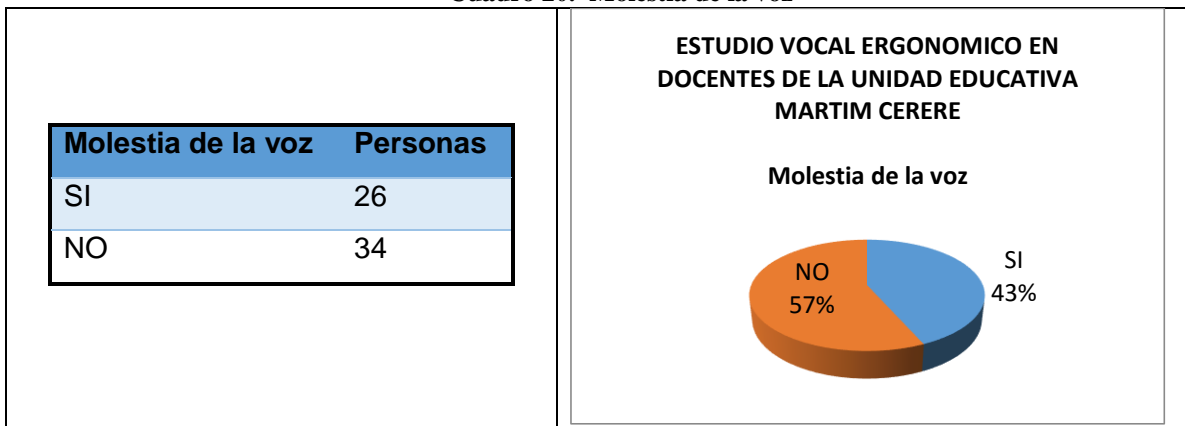 Molestia de la voz Personas
SI 26
NO 34
ESTUDIO VOCAL ERGONOMICO EN
DOCENTES DE LA UNIDAD EDUCATIVA
MARTIM CERERE
Molestia de la voz
NO
57%
SI
43%